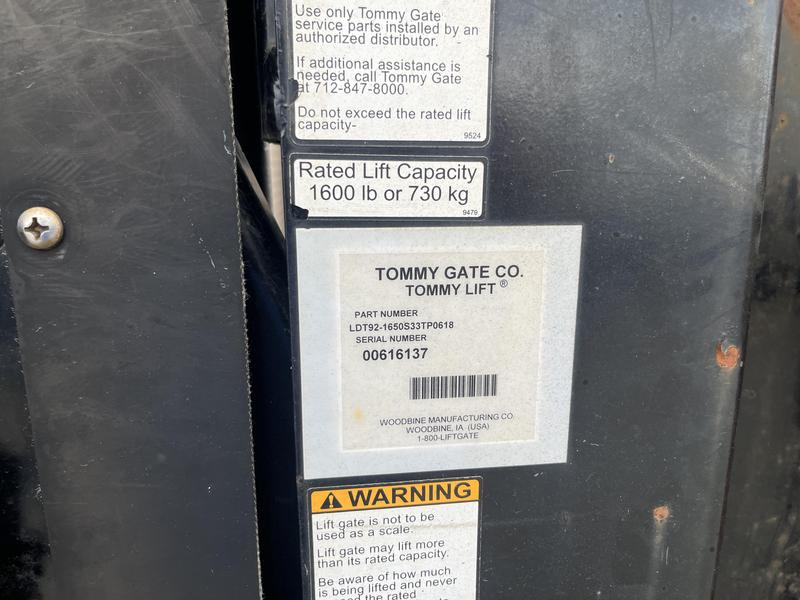 Use only Tommy Gate
service parts installed by an
authorized distributor.
If additional assistance is
needed, call Tommy Gate
at 712-847-8000.
Do not exceed the rated lift
capacity-
9524
Rated Lift Capacity
1600 lb or 730 kg
9479
TOMMY GATE CO.
TOMMY LIFT ®
PART NUMBER
LDT92-1650S33TP0618
SERIAL NUMBER
00616137
WOODBINE MANUFACTURING CO.
WOODBINE, IA (USA)
1-800-LIFTGATE
WARNING
Lift gate is not to be
used as a scale.
Lift gate may lift more
than its rated capacity.
Be aware of how much
is being lifted and never
the rated